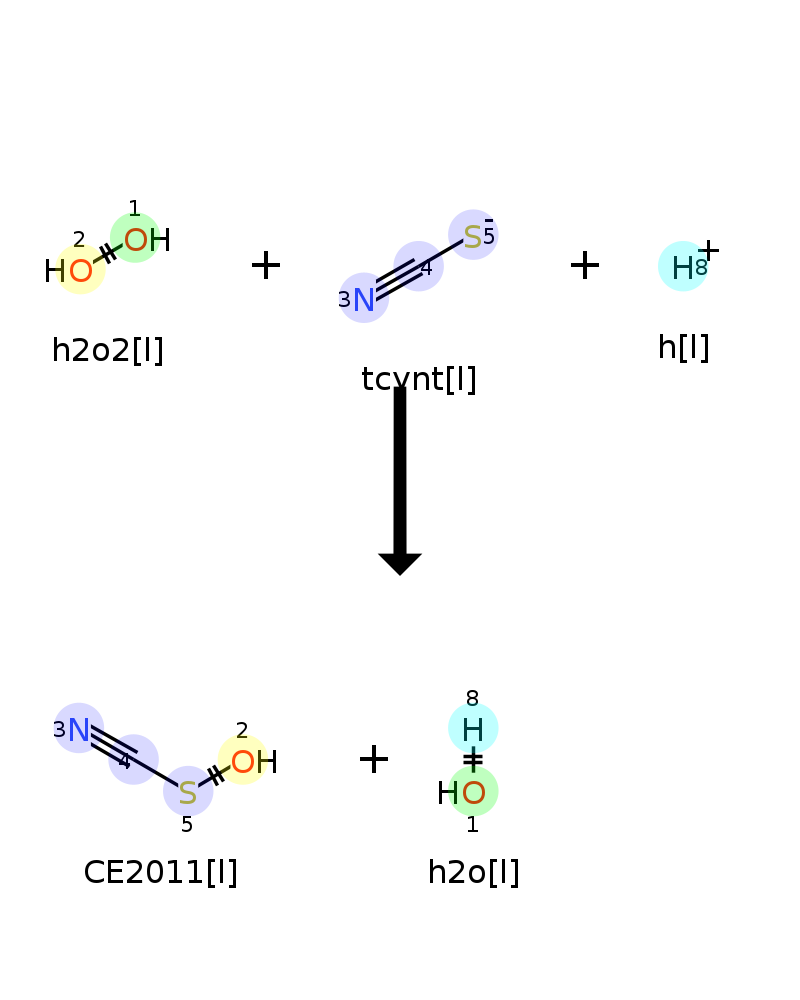 1
2
HO OH + N S - + H +
3 4 5 8
h2o2[l] tcynt[l] h[l]
8
3 N 4 S OH 2 + H
5 HO
1
CE2011[l] h2o[l]